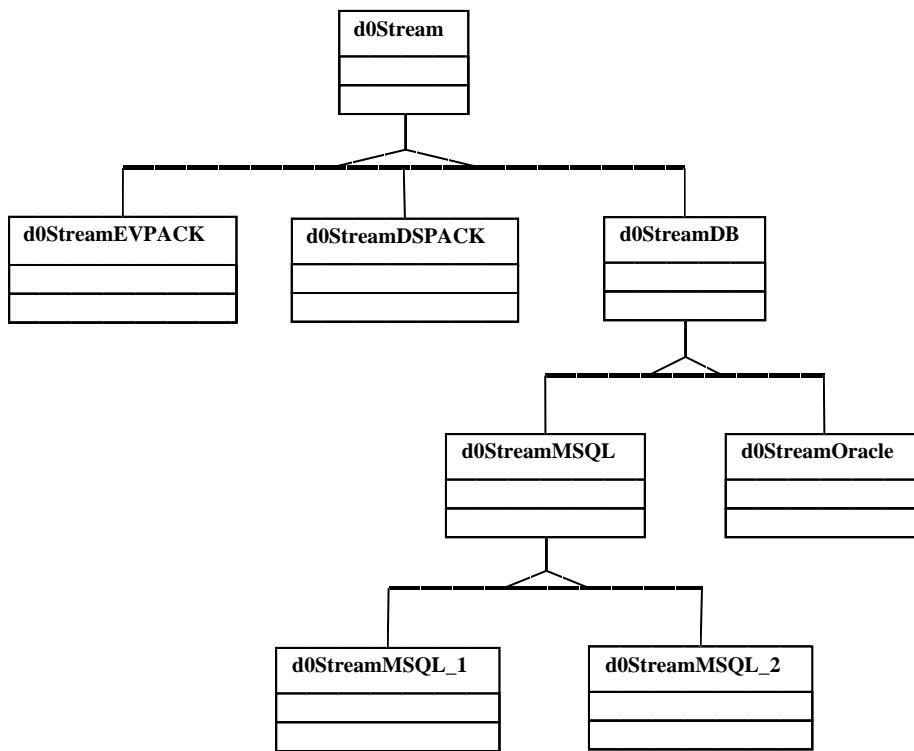 d0Stream
d0StreamEVPACK
d0StreamDSPACK
d0StreamDB
d0StreamMSQL
d0StreamOracle
d0StreamMSQL_1
d0StreamMSQL_2